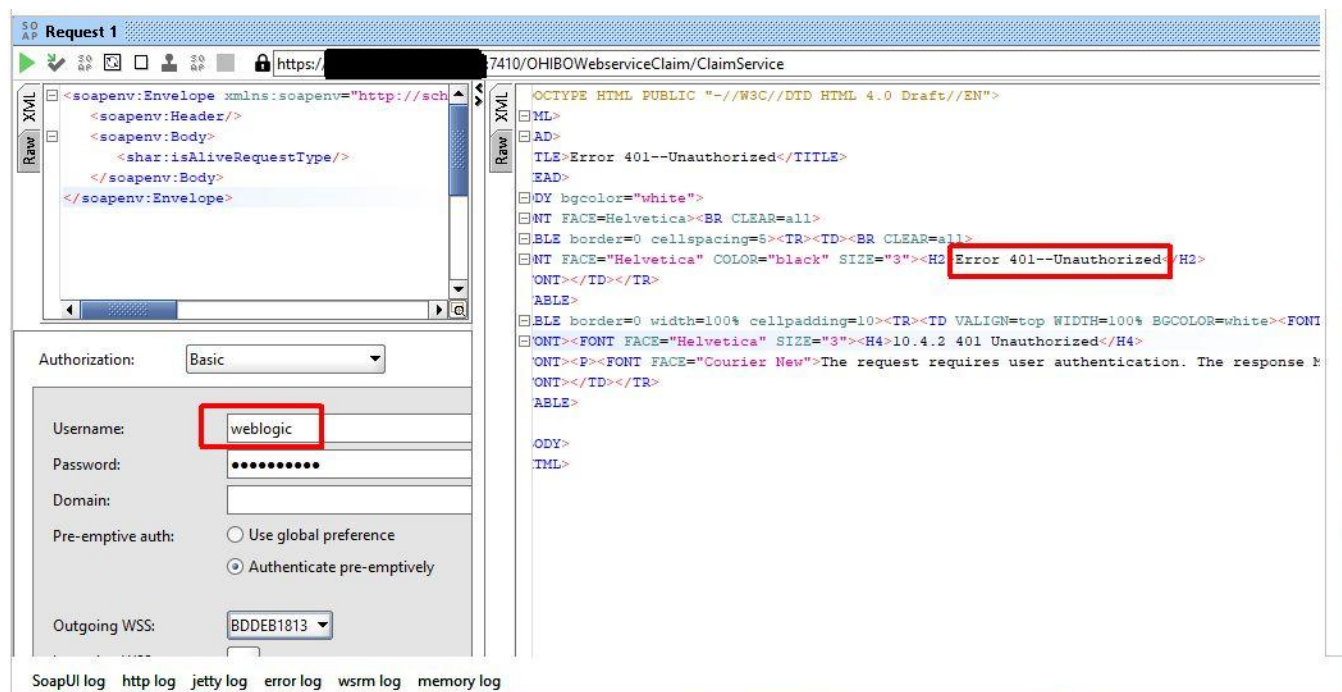 SOAP Request 1
https:/ :7410/OHIBOWebserviceClaim/ClaimService
XML
Raw
<soapenv:Envelope xmlns:soapenv="http://sch
<soapenv:Header/>
<soapenv:Body>
<shar:isAliveRequestType/>
</soapenv:Body>
</soapenv:Envelope>
XML
Raw
OCTYPE HTML PUBLIC "-//W3C//DTD HTML 4.0 Draft//EN">
ML>
AD>
TLE>Error 401--Unauthorized</TITLE>
EAD>
DY bgcolor="white">
NT FACE=Helvetica><BR CLEAR=all>
BLE border=0 cellspacing=5><TR><TD><BR CLEAR=all>
NT FACE="Helvetica" COLOR="black" SIZE="3"><H2>Error 401--Unauthorized</H2>
ONT></TD></TR>
ABLE>
BLE border=0 width=100% cellpadding=10><TR><TD VALIGN=top WIDTH=100% BGCOLOR=white><FONT
ONT><FONT FACE="Helvetica" SIZE="3"><H4>10.4.2 401 Unauthorized</H4>
ONT><P><FONT FACE="Courier New">The request requires user authentication. The response M
ONT></TD></TR>
ABLE>
ODY>
TML>
Authorization: Basic
Username: weblogic
Password: ●●●●●●●●●●
Domain:
Pre-emptive auth: Use global preference
Authenticate pre-emptively
Outgoing WSS: BDDEB1813
SoapUI log http log jetty log error log wsrm log memory log